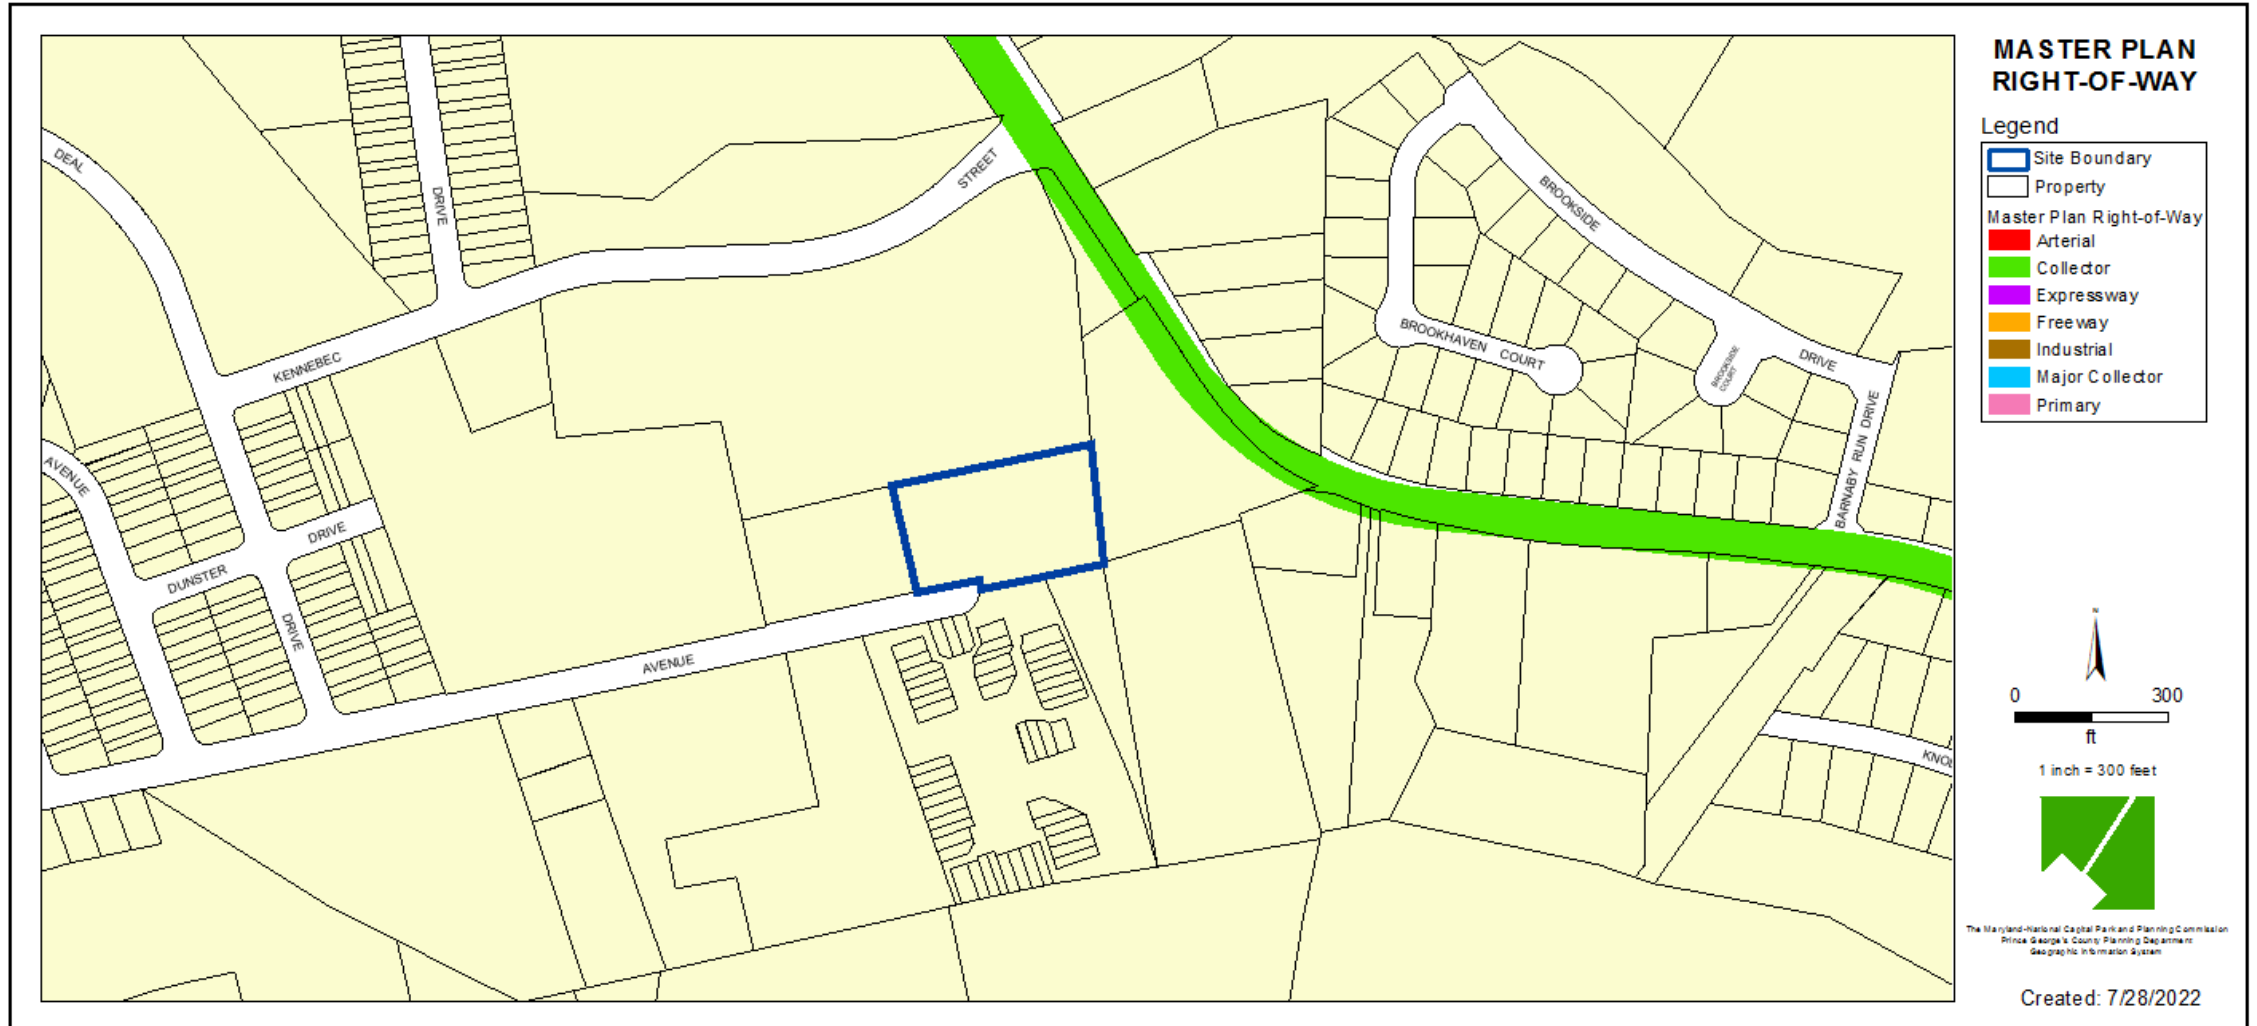 MASTER PLAN
RIGHT-OF-WAY
Legend
Site Boundary
Property
Master Plan Right-of-Way
Arterial
Collector
Expressway
Freeway
Industrial
Major Collector
Primary
N
0 300
ft
1 inch = 300 feet
The Maryland-National Capital Park and Planning Commission
Prince George's County Planning Department
Geographic Information System
Created: 7/28/2022
DEAL
DRIVE
STREET
KENNEBEC
AVENUE
DRIVE
DUNSTER
DRIVE
AVENUE
BROOKSIDE
BROOKHAVEN COURT
BROOKSIDE
COURT
DRIVE
BARNABY RUN DRIVE
KNO